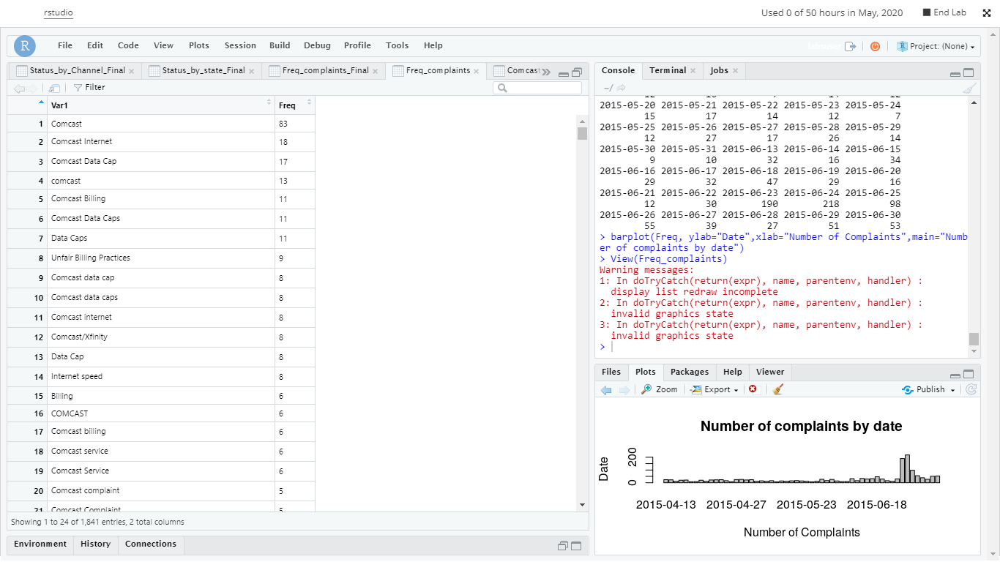 rstudio
Used 0 of 50 hours in May, 2020
End Lab
R
File Edit Code View Plots Session Build Debug Profile Tools Help
R Project: (None)
Status_by_Channel_Final Status_by_state_Final Freq_complaints_Final Freq_complaints Comcast
Filter
Var1 Freq
1 Comcast 83
2 Comcast Internet 18
3 Comcast Data Cap 17
4 comcast 13
5 Comcast Billing 11
6 Comcast Data Caps 11
7 Data Caps 11
8 Unfair Billing Practices 9
9 Comcast data cap 8
10 Comcast data caps 8
11 Comcast internet 8
12 Comcast/Xfinity 8
13 Data Cap 8
14 Internet speed 8
15 Billing 6
16 COMCAST 6
17 Comcast billing 6
18 Comcast service 6
19 Comcast Service 6
20 Comcast complaint 5
21 Comcast Complaint 5
Showing 1 to 24 of 1,841 entries, 2 total columns
Environment History Connections
Console Terminal Jobs
~/
2015-05-20 2015-05-21 2015-05-22 2015-05-23 2015-05-24
15 17 14 12 7
2015-05-25 2015-05-26 2015-05-27 2015-05-28 2015-05-29
12 27 17 26 14
2015-05-30 2015-05-31 2015-06-13 2015-06-14 2015-06-15
9 10 32 16 34
2015-06-16 2015-06-17 2015-06-18 2015-06-19 2015-06-20
29 32 47 29 16
2015-06-21 2015-06-22 2015-06-23 2015-06-24 2015-06-25
12 30 190 218 98
2015-06-26 2015-06-27 2015-06-28 2015-06-29 2015-06-30
55 39 27 51 53
> barplot(Freq, ylab="Date",xlab="Number of Complaints",main="Numb
er of complaints by date")
> View(Freq_complaints)
Warning messages:
1: In doTryCatch(return(expr), name, parentenv, handler) :
display list redraw incomplete
2: In doTryCatch(return(expr), name, parentenv, handler) :
invalid graphics state
3: In doTryCatch(return(expr), name, parentenv, handler) :
invalid graphics state
>
Files Plots Packages Help Viewer
Zoom Export Publish
Number of complaints by date
Date
200
0
2015-04-13 2015-04-27 2015-05-23 2015-06-18
Number of Complaints